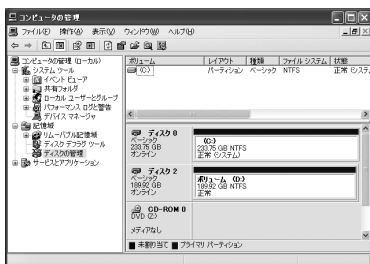 コンピュータの管理
ファイル(F) 操作(A) 表示(V) ウィンドウ(W) ヘルプ(H)
コンピュータの管理 (ローカル)
システム ツール
イベント ビューア
共有フォルダ
ローカル ユーザーとグループ
パフォーマンス ログと警告
デバイス マネージャ
記憶域
リムーバブル記憶域
ディスク デフラグ ツール
ディスクの管理
サービスとアプリケーション
ボリューム レイアウト 種類 ファイル システム 状態
(C:) パーティション ベーシック NTFS 正常 (システ
ディスク 0
ベーシック
233.75 GB
オンライン
(C:)
233.75 GB NTFS
正常 (システム)
ディスク 2
ベーシック
189.92 GB
オンライン
ボリューム (D:)
189.92 GB NTFS
正常
CD-ROM 0
DVD (Z:)
メディアなし
未割り当て プライマリ パーティション